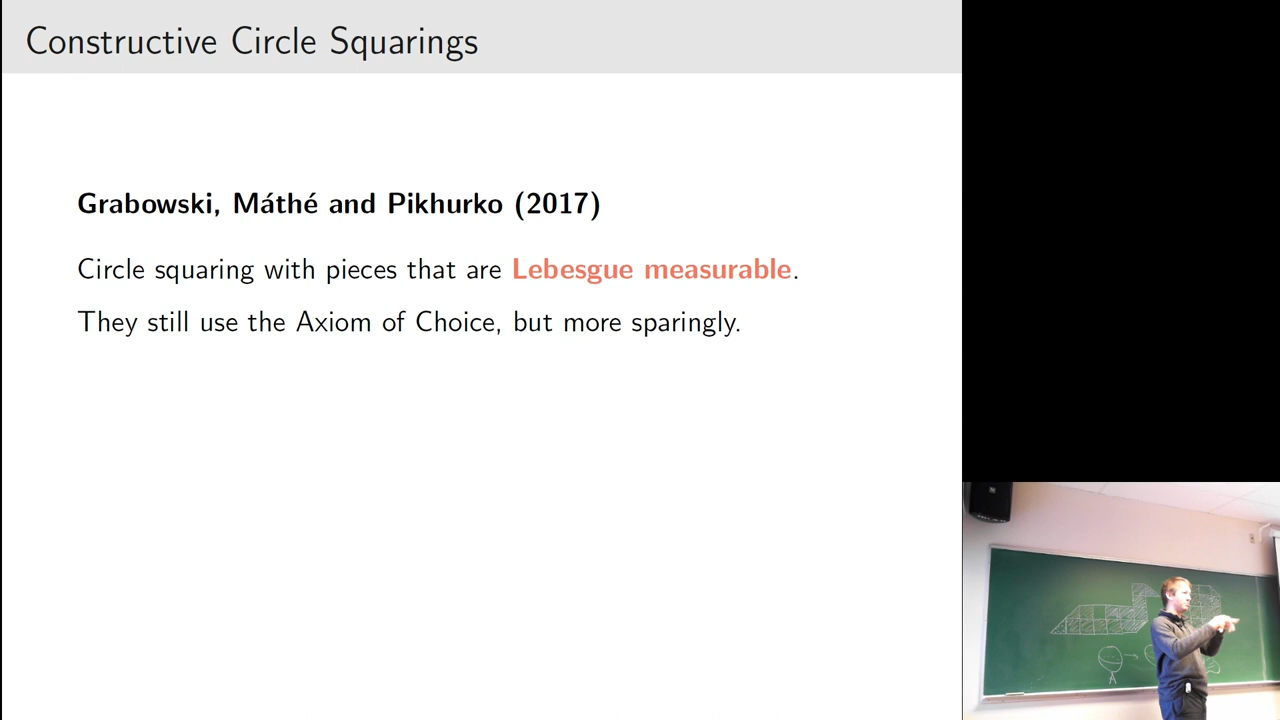 Constructive Circle Squarings
Grabowski, Máthé and Pikhurko (2017)
Circle squaring with pieces that are Lebesgue measurable.
They still use the Axiom of Choice, but more sparingly.
A